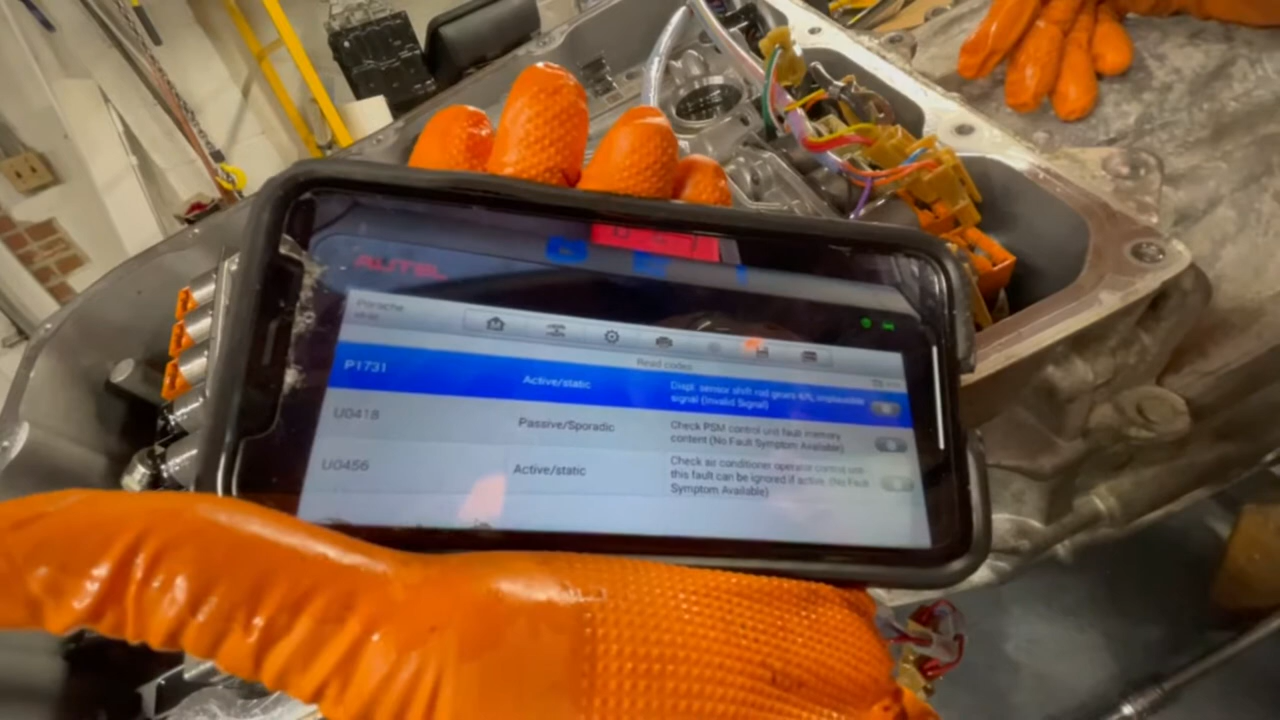 AUTEL
Porsche
Read codes
P1731
Active/static
Displ. sensor shift rod gears 4/R, implausible
signal (Invalid Signal)
U0418
Passive/Sporadic
Check PSM control unit fault memory
content (No Fault Symptom Available)
U0456
Active/static
Check air conditioner operator control unit
this fault can be ignored if active. (No Fault
Symptom Available)